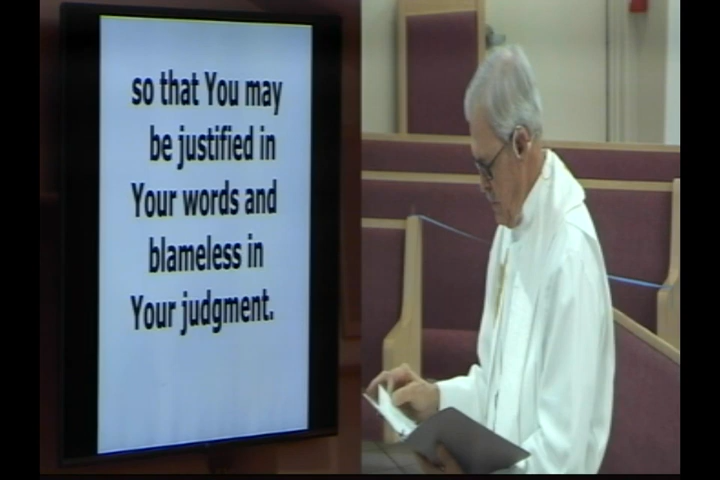 so that You may
be justified in
Your words and
blameless in
Your judgment.